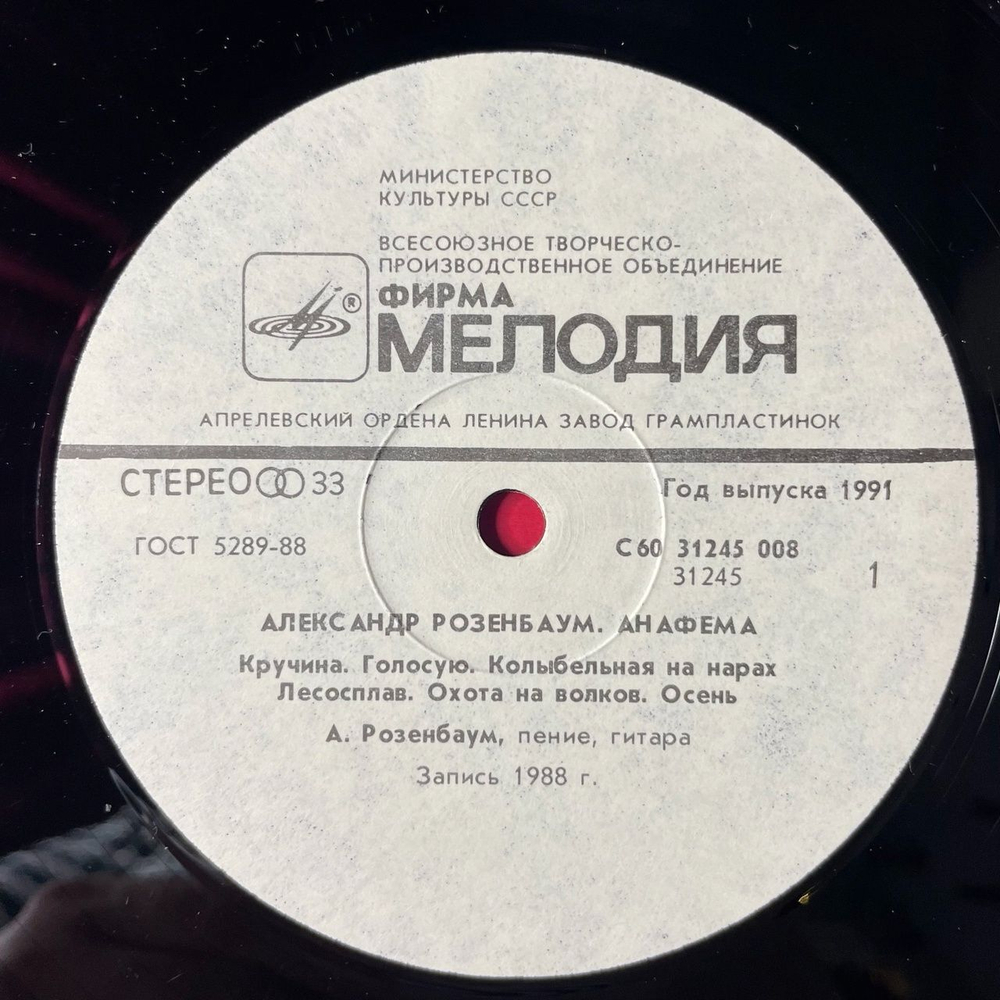 МИНИСТЕРСТВО
КУЛЬТУРЫ СССР
ВСЕСОЮЗНОЕ ТВОРЧЕСКО-
ПРОИЗВОДСТВЕННОЕ ОБЪЕДИНЕНИЕ
®
ФИРМА
МЕЛОДИЯ
АПРЕЛЕВСКИЙ ОРДЕНА ЛЕНИНА ЗАВОД ГРАМПЛАСТИНОК
СТЕРЕО 33
Год выпуска 1991
ГОСТ 5289-88
С60 31245 008
31245 1
АЛЕКСАНДР РОЗЕНБАУМ. АНАФЕМА
Кручина. Голосую. Колыбельная на нарах
Лесосплав. Охота на волков. Осень
А. Розенбаум, пение, гитара
Запись 1988 г.